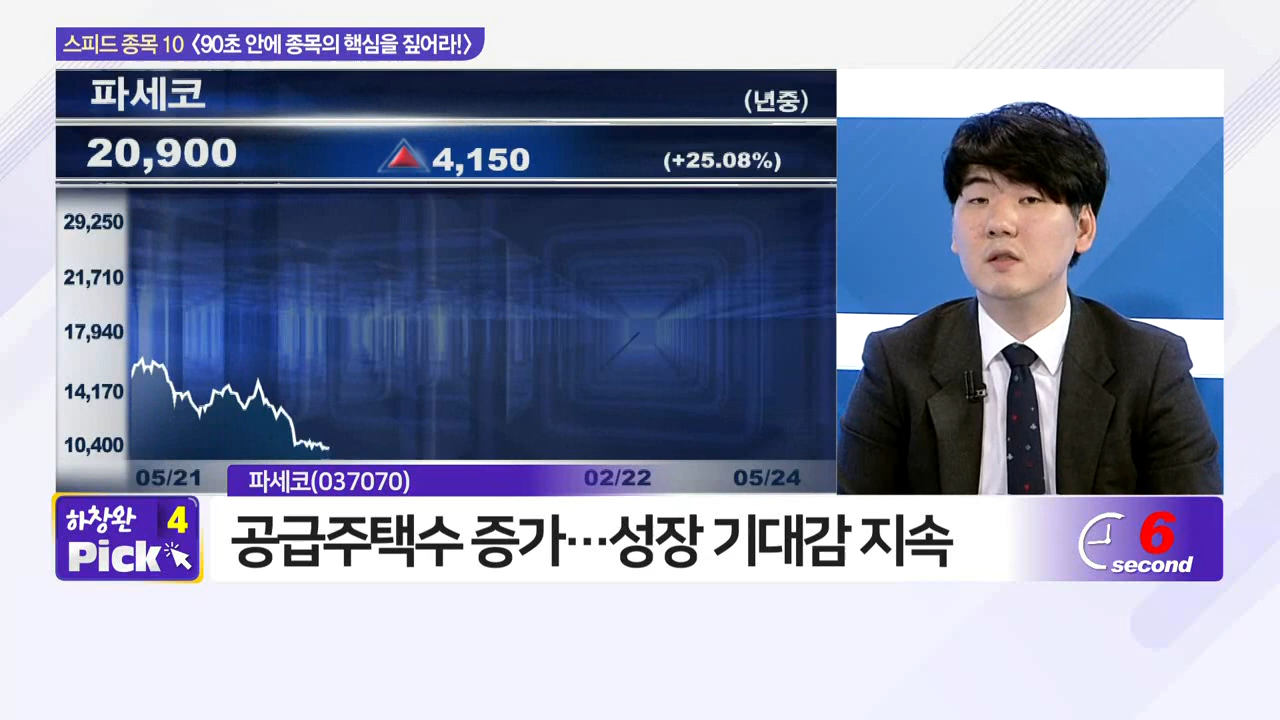 스피드 종목 10 <90초 안에 종목의 핵심을 짚어라!>
파세코
(년중)
20,900
4,150
(+25.08%)
29,250
21,710
17,940
14,170
10,400
05/21
02/22
05/24
파세코(037070)
하창완 4
Pick
공급주택수 증가…성장 기대감 지속
6
second